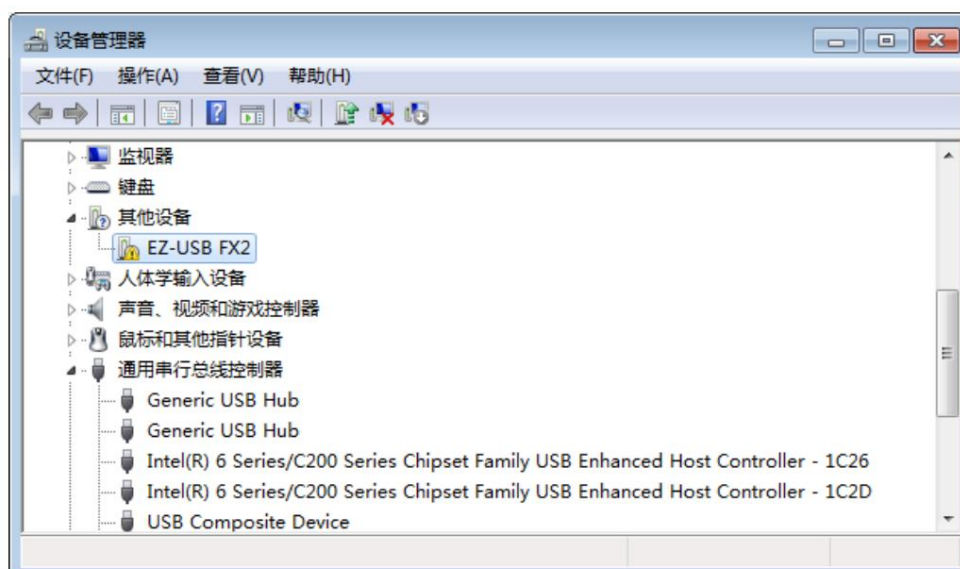 设备管理器
文件(F) 操作(A) 查看(V) 帮助(H)
监视器
键盘
其他设备
EZ-USB FX2
人体学输入设备
声音、视频和游戏控制器
鼠标和其他指针设备
通用串行总线控制器
Generic USB Hub
Generic USB Hub
Intel(R) 6 Series/C200 Series Chipset Family USB Enhanced Host Controller - 1C26
Intel(R) 6 Series/C200 Series Chipset Family USB Enhanced Host Controller - 1C2D
USB Composite Device